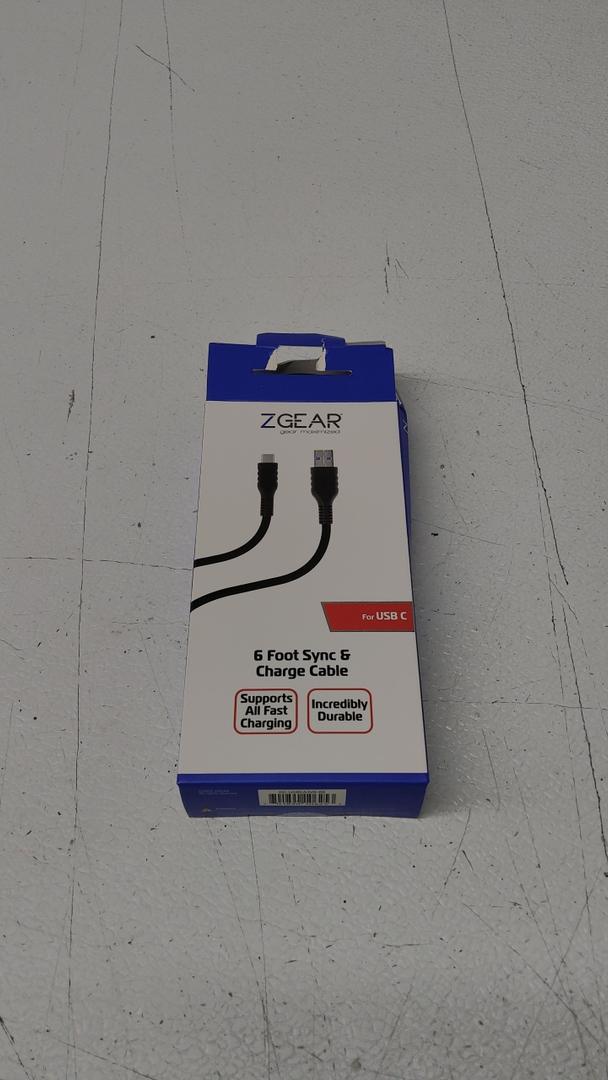 ZGEAR
gear. maximized.
For USB C
6 Foot Sync &
Charge Cable
Supports
All Fast
Charging
Incredibly
Durable